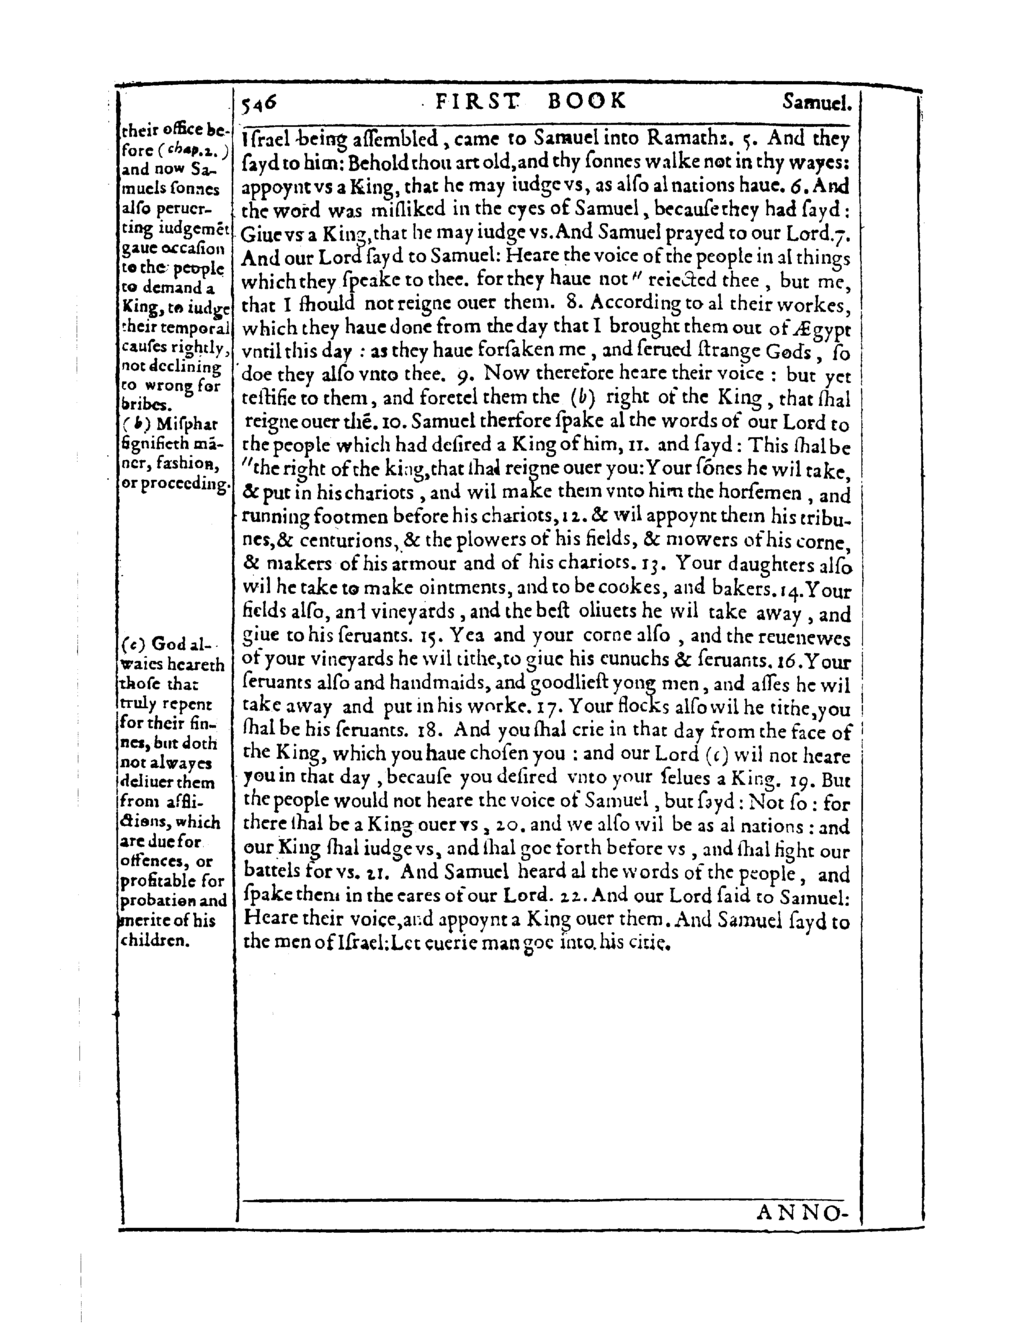 546 FIRST BOOK Samuel.
their office be-
fore (chap.2.)
and now Sa-
muels ſonnes
alſo peruer-
ting iudgemēt
gaue occaſion
to the people
to demand a
King, to iudge
their temporal
cauſes rightly,
not declining
to wrong for
bribes.
(b) Miſphat
ſignifieth mā-
ner, faſhion,
or proceeding.
(c) God al-
waies heareth
thoſe that
truly repent
for their ſin-
nes, but doth
not alwayes
deliuer them
from affli-
ctions, which
are due for
offences, or
profitable for
probation and
merite of his
children.
Iſrael being aſſembled, came to Samuel into Ramatha. 5. And they
ſayd to him: Behold thou art old, and thy ſonnes walke not in thy wayes:
appoynt vs a King, that he may iudge vs, as alſo al nations haue. 6. And
the word was miſliked in the eyes of Samuel, becauſe they had ſayd:
Giue vs a King, that he may iudge vs. And Samuel prayed to our Lord. 7.
And our Lord ſayd to Samuel: Heare the voice of the people in al things
which they ſpeake to thee. for they haue not " reiected thee, but me,
that I ſhould not reigne ouer them. 8. According to al their workes,
which they haue done from the day that I brought them out of Ægypt
vntil this day : as they haue forſaken me, and ſerued ſtrange Gods, ſo
doe they alſo vnto thee. 9. Now therefore heare their voice : but yet
teſtifie to them, and foretel them the (b) right of the King, that ſhal
reigne ouer thē. 10. Samuel therfore ſpake al the words of our Lord to
the people which had deſired a King of him, 11. and ſayd: This ſhal be
"the right of the king, that ſhal reigne ouer you: Your ſónes he wil take,
& put in his chariots, and wil make them vnto him the horſemen, and
running footmen before his chariots, 12. & wil appoynt them his tribu-
nes, & centurions, & the plowers of his fields, & mowers of his corne,
& makers of his armour and of his chariots. 13. Your daughters alſo
wil he take to make ointments, and to be cookes, and bakers. 14. Your
fields alſo, and vineyards, and the beſt oliuets he wil take away, and
giue to his ſeruants. 15. Yea and your corne alſo, and the reuenewes
of your vineyards he wil tithe, to giue his eunuchs & ſeruants. 16. Your
ſeruants alſo and handmaids, and goodlieſt yong men, and aſſes he wil
take away and put in his worke. 17. Your flocks alſo wil he tithe, you
ſhal be his ſeruants. 18. And you ſhal crie in that day from the face of
the King, which you haue choſen you : and our Lord (c) wil not heare
you in that day, becauſe you deſired vnto your ſelues a King. 19. But
the people would not heare the voice of Samuel, but ſayd: Not ſo: for
there ſhal be a King ouer vs, 20. and we alſo wil be as al nations : and
our King ſhal iudge vs, and ſhal goe forth before vs, and ſhal fight our
battels for vs. 21. And Samuel heard al the words of the people, and
ſpake them in the eares of our Lord. 22. And our Lord ſaid to Samuel:
Heare their voice, and appoynt a King ouer them. And Samuel ſayd to
the men of Iſrael: Let euerie man goe into his citie.
ANNO-